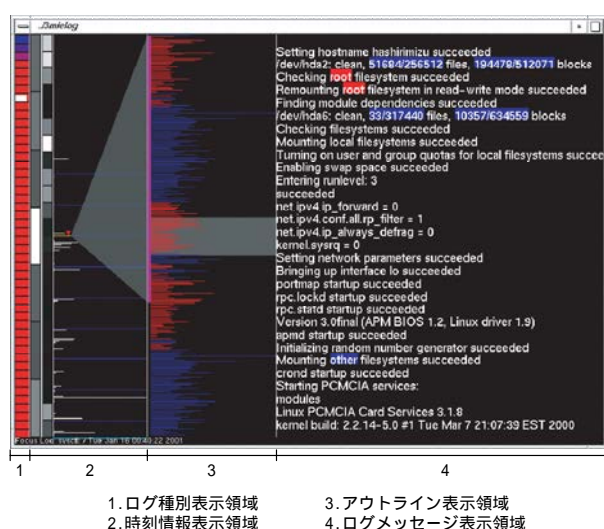 mielog
Setting hostname hashirimizu succeeded
/dev/hda2: clean, 51684/256512 files, 194478/512071 blocks
Checking root filesystem succeeded
Remounting root filesystem in read-write mode succeeded
Finding module dependencies succeeded
/dev/hda6: clean, 33/317440 files, 10357/634559 blocks
Checking filesystems succeeded
Mounting local filesystems succeeded
Turning on user and group quotas for local filesystems succee
Enabling swap space succeeded
Entering runlevel: 3
succeeded
net.ipv4.ip_forward = 0
net.ipv4.conf.all.rp_filter = 1
net.ipv4.ip_always_defrag = 0
kernel.sysrq = 0
Setting network parameters succeeded
Bringing up interface lo succeeded
portmap startup succeeded
rpc.lockd startup succeeded
rpc.statd startup succeeded
Version 3.0final (APM BIOS 1.2, Linux driver 1.9)
apmd startup succeeded
Initializing random number generator succeeded
Mounting other filesystems succeeded
crond startup succeeded
Starting PCMCIA services:
modules
Linux PCMCIA Card Services 3.1.8
kernel build: 2.2.14-5.0 #1 Tue Mar 7 21:07:39 EST 2000
Focus Log: / Tue Jan 16 00:40:22 2001
1 2 3 4
1.ログ種別表示領域 3.アウトライン表示領域
2.時刻情報表示領域 4.ログメッセージ表示領域